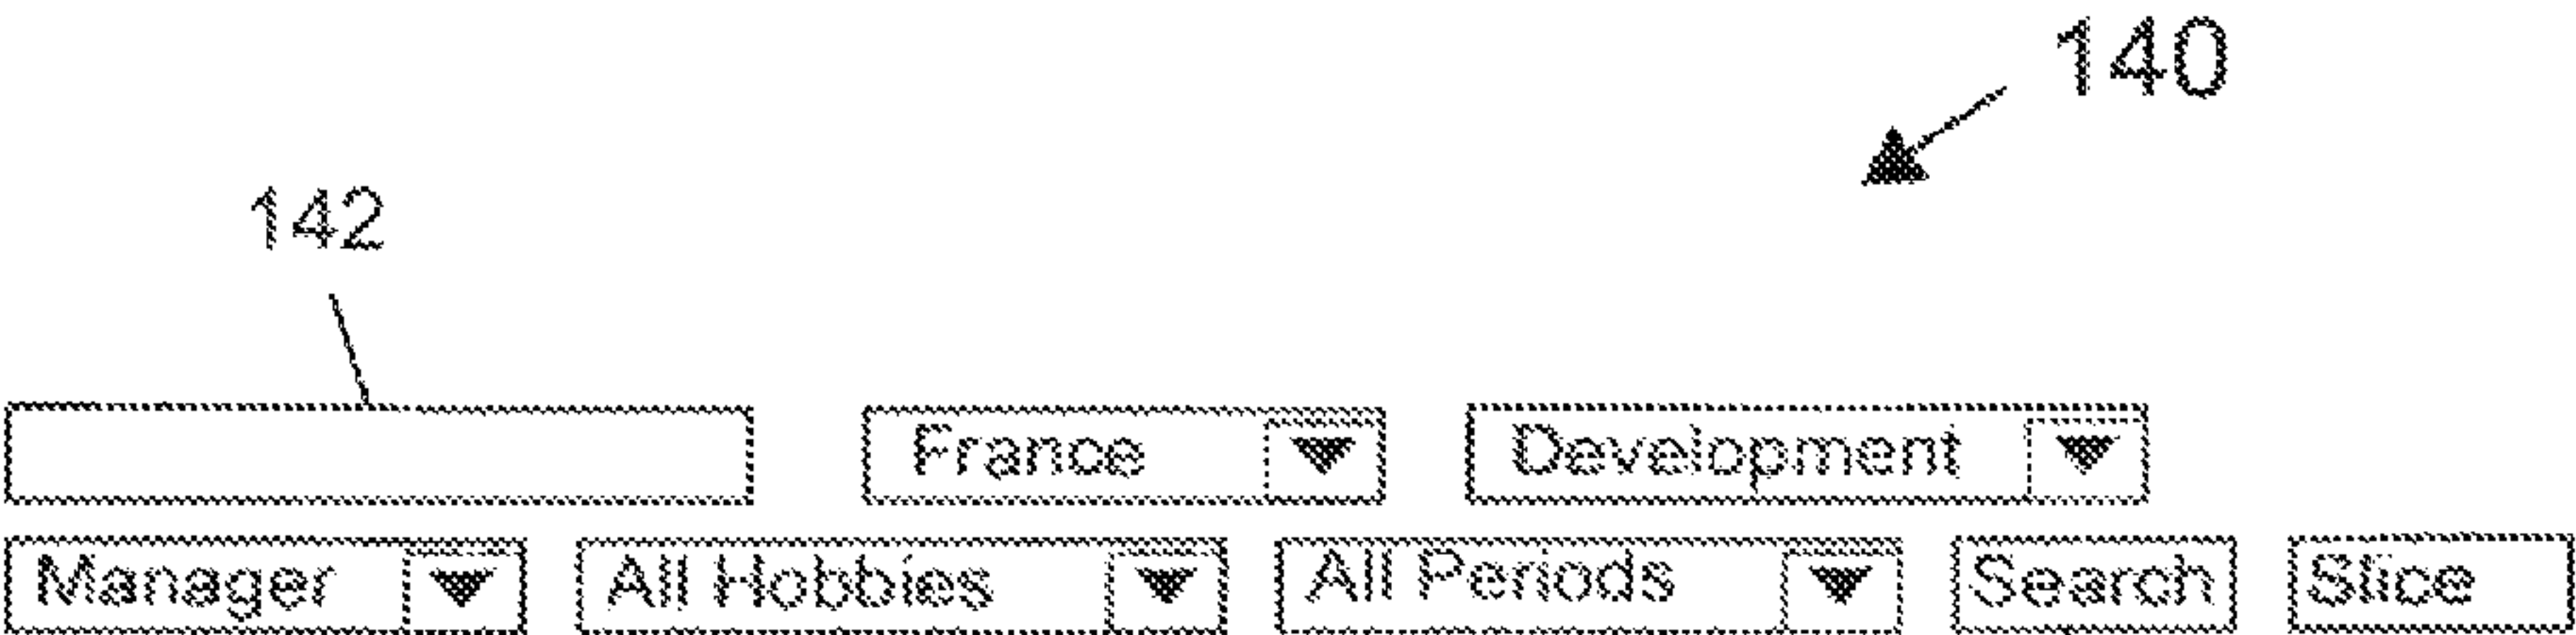 140
142
France Development
Manager All Hobbies All Periods Search Slice